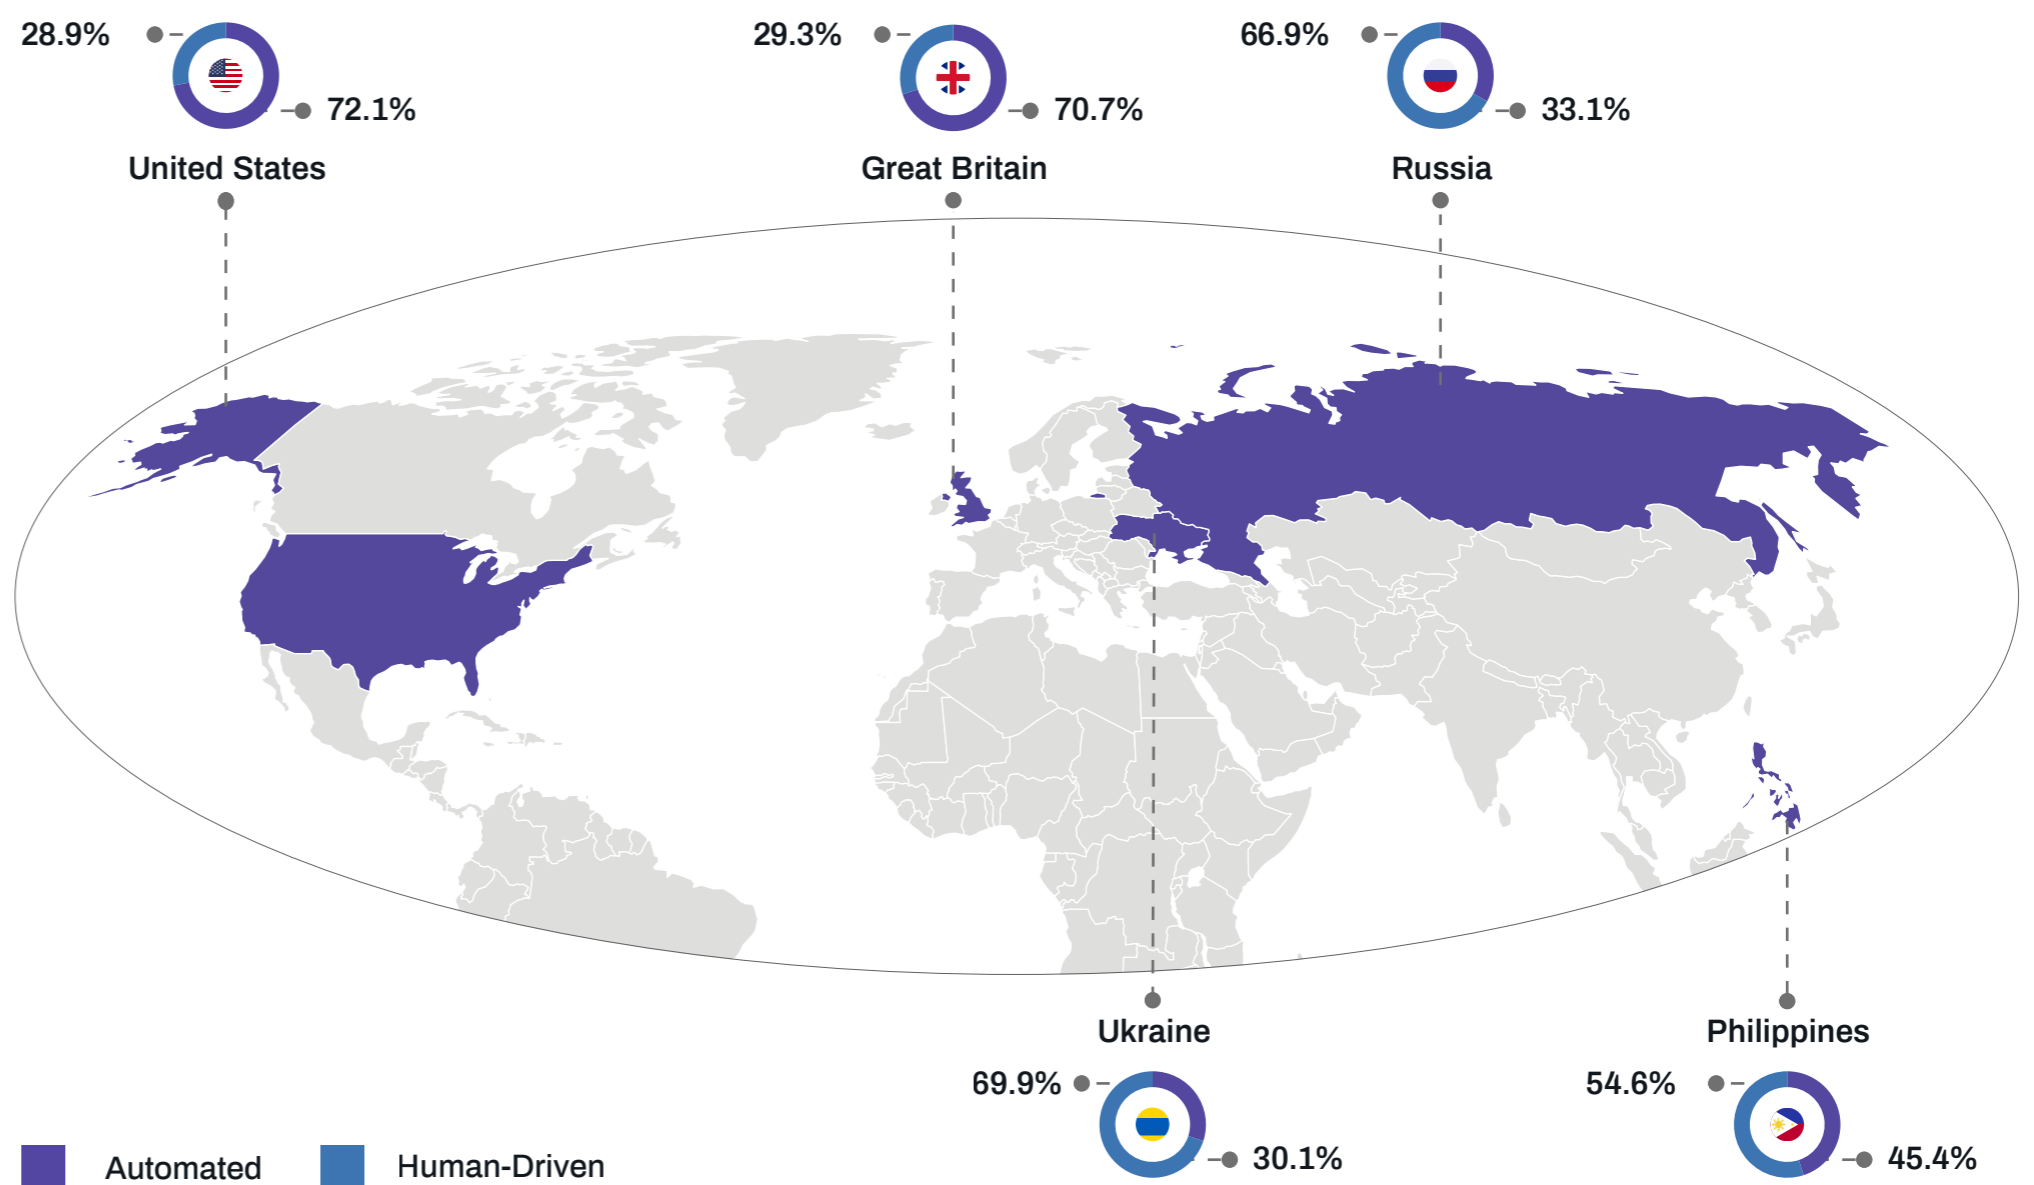 28.9%
72.1%
United States
29.3%
70.7%
Great Britain
66.9%
33.1%
Russia
Ukraine
69.9%
30.1%
Philippines
54.6%
45.4%
Automated
Human-Driven